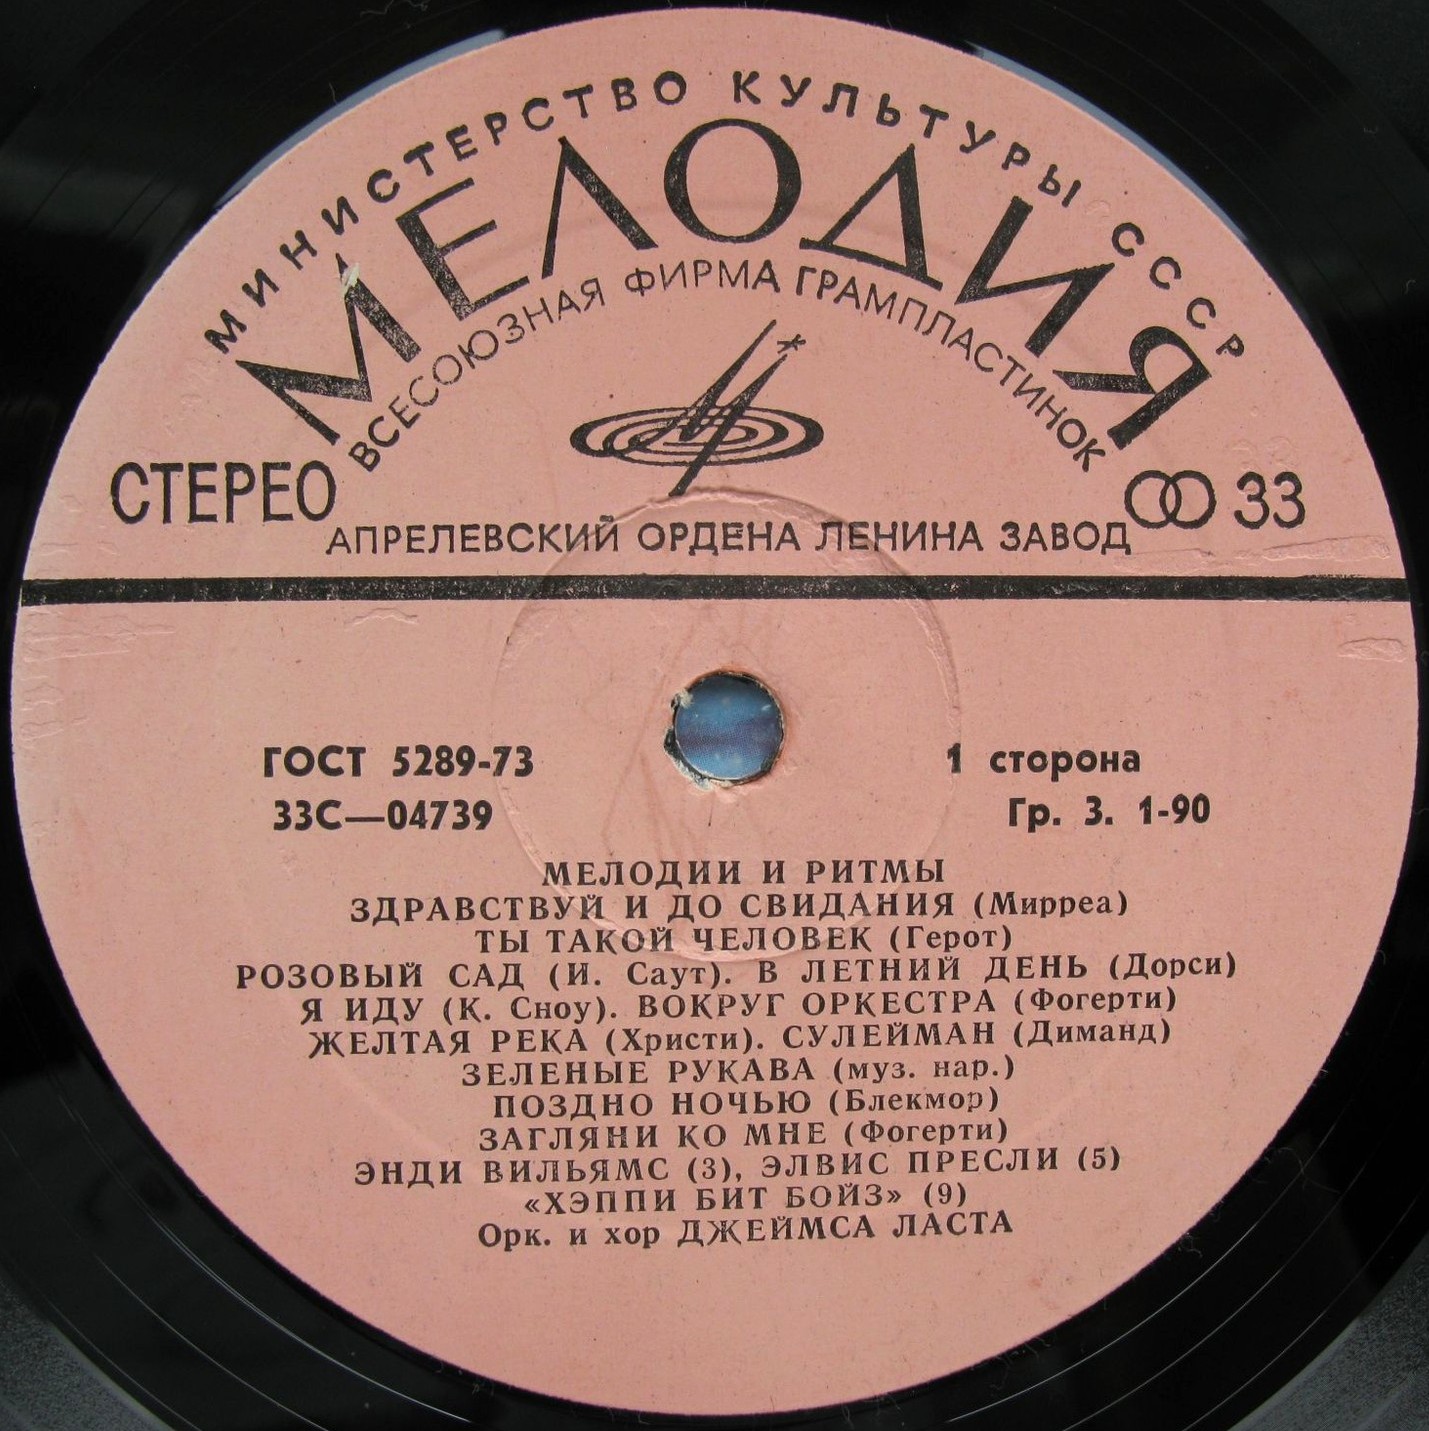 МИНИСТЕРСТВО КУЛЬТУРЫ СССР
МЕЛОДИЯ
ВСЕСОЮЗНАЯ ФИРМА ГРАМПЛАСТИНОК
СТЕРЕО
33
АПРЕЛЕВСКИЙ ОРДЕНА ЛЕНИНА ЗАВОД
ГОСТ 5289-73
1 сторона
33С—04739
Гр. 3. 1-90
МЕЛОДИИ И РИТМЫ
ЗДРАВСТВУЙ И ДО СВИДАНИЯ (Мирреа)
ТЫ ТАКОЙ ЧЕЛОВЕК (Герот)
РОЗОВЫЙ САД (И. Саут). В ЛЕТНИЙ ДЕНЬ (Дорси)
Я ИДУ (К. Сноу). ВОКРУГ ОРКЕСТРА (Фогерти)
ЖЕЛТАЯ РЕКА (Христи). СУЛЕЙМАН (Диманд)
ЗЕЛЕНЫЕ РУКАВА (муз. нар.)
ПОЗДНО НОЧЬЮ (Блекмор)
ЗАГЛЯНИ КО МНЕ (Фогерти)
ЭНДИ ВИЛЬЯМС (3), ЭЛВИС ПРЕСЛИ (5)
«ХЭППИ БИТ БОЙЗ» (9)
Орк. и хор ДЖЕЙМСА ЛАСТА